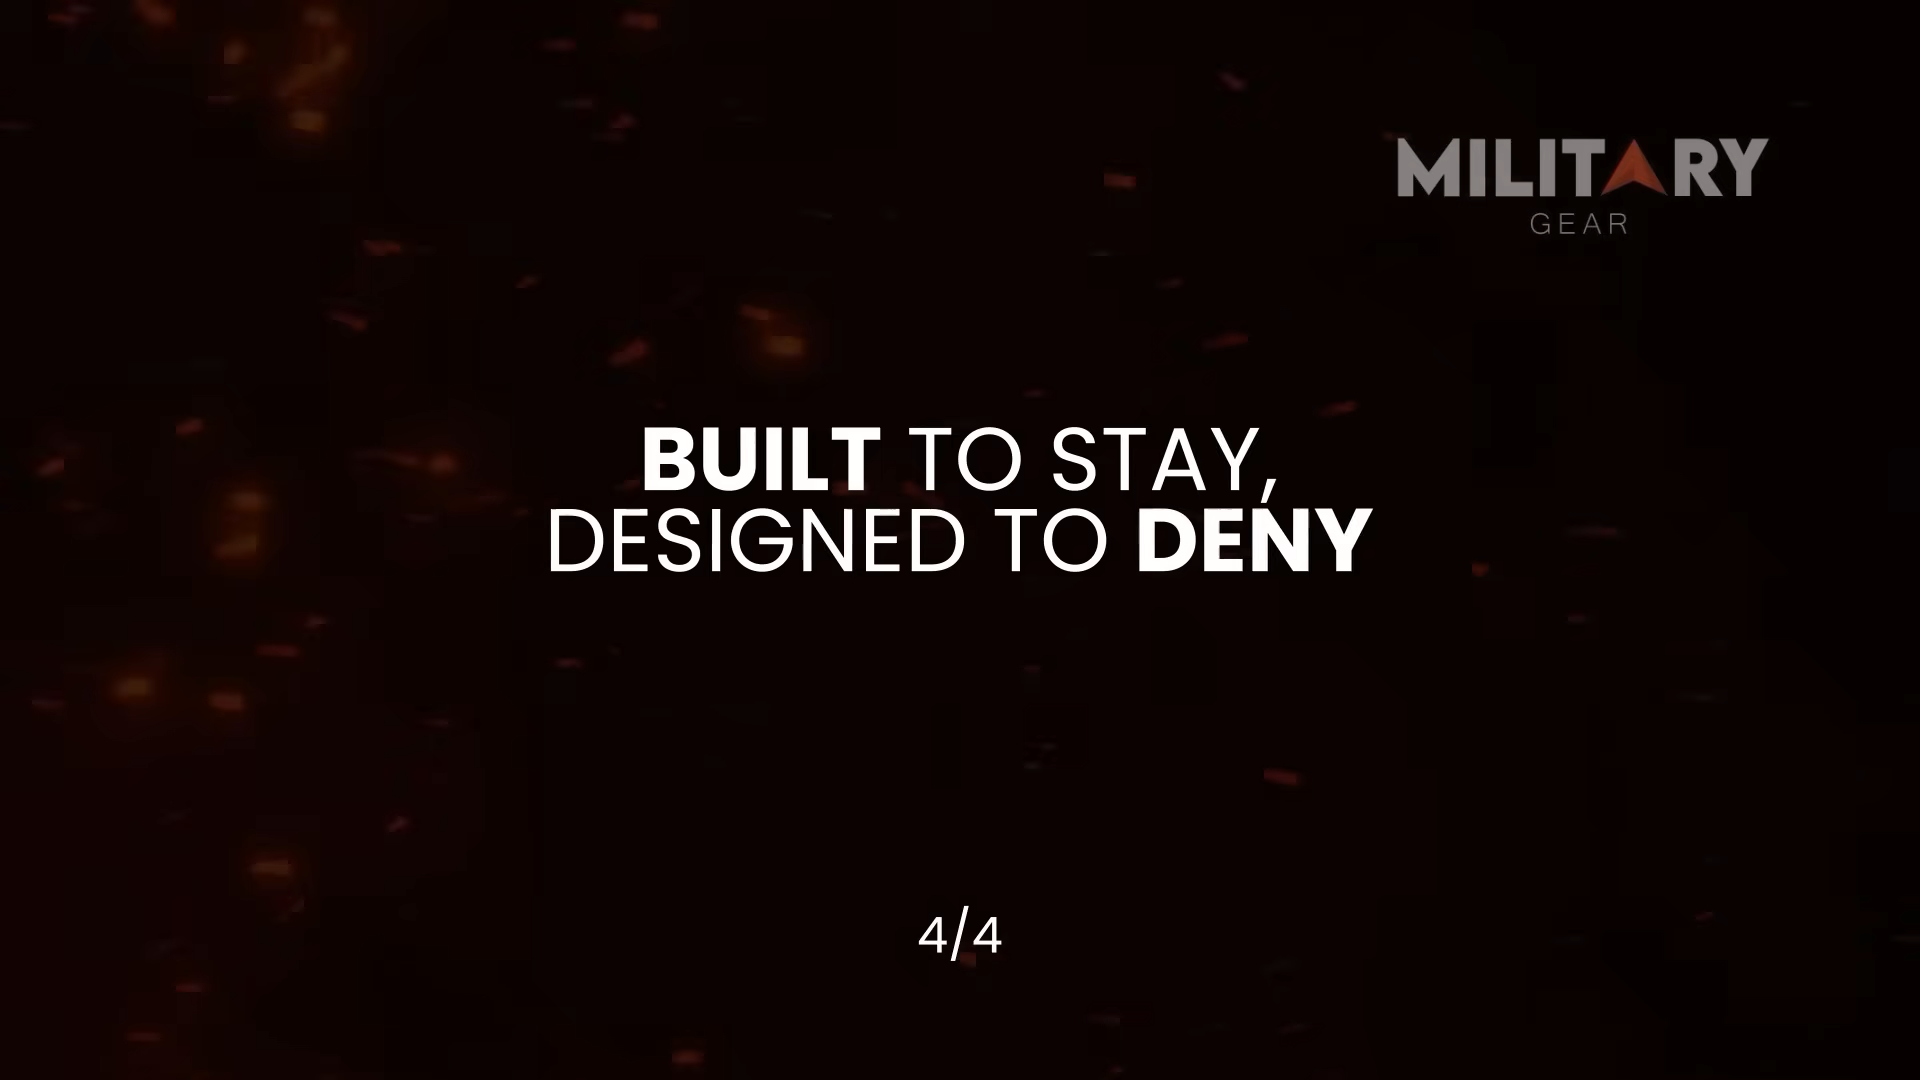 MILITARY
GEAR
BUILT TO STAY,
DESIGNED TO DENY
4/4